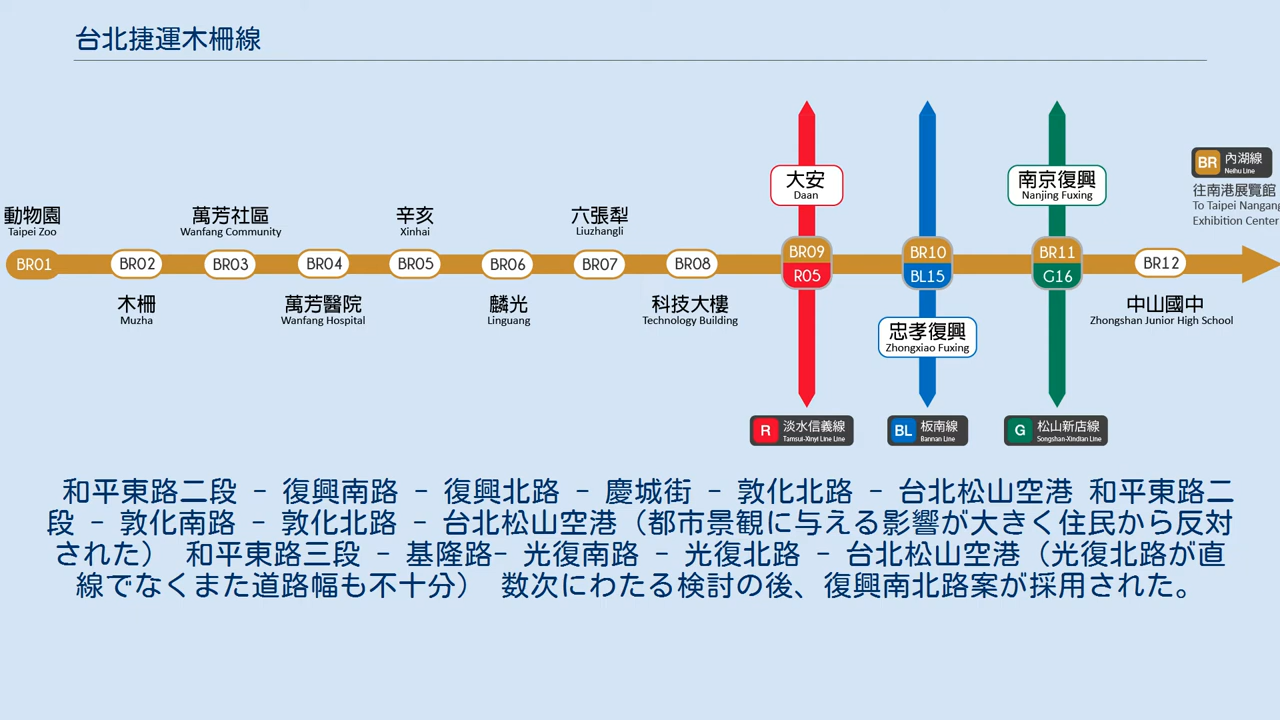 台北捷運木柵線
BR 內湖線
Neihu Line
往南港展覽館
To Taipei Nangang
Exhibition Center
動物園
Taipei Zoo
萬芳社區
Wanfang Community
辛亥
Xinhai
六張犁
Liuzhangli
大安
Daan
南京復興
Nanjing Fuxing
BR01
BR02
BR03
BR04
BR05
BR06
BR07
BR08
BR09
R05
BR10
BL15
BR11
G16
BR12
木柵
Muzha
萬芳醫院
Wanfang Hospital
麟光
Linguang
科技大樓
Technology Building
忠孝復興
Zhongxiao Fuxing
中山國中
Zhongshan Junior High School
R 淡水信義線
Tamsui-Xinyi Line Line
BL 板南線
Bannan Line
G 松山新店線
Songshan-Xindian Line
和平東路二段 - 復興南路 - 復興北路 - 慶城街 - 敦化北路 - 台北松山空港 和平東路二
段 - 敦化南路 - 敦化北路 - 台北松山空港（都市景観に与える影響が大きく住民から反対
された） 和平東路三段 - 基隆路- 光復南路 - 光復北路 - 台北松山空港（光復北路が直
線でなくまた道路幅も不十分） 数次にわたる検討の後、復興南北路案が採用された。